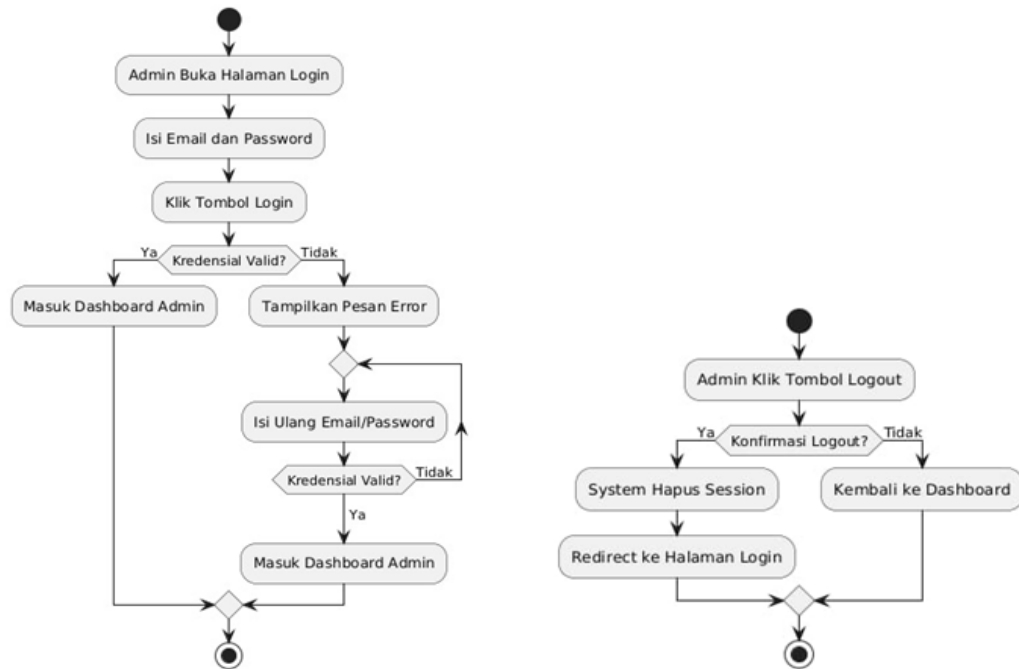 Admin Buka Halaman Login
Isi Email dan Password
Klik Tombol Login
Ya
Kredensial Valid?
Tidak
Masuk Dashboard Admin
Tampilkan Pesan Error
Isi Ulang Email/Password
Kredensial Valid?
Tidak
Ya
Masuk Dashboard Admin
Admin Klik Tombol Logout
Ya
Konfirmasi Logout?
Tidak
System Hapus Session
Kembali ke Dashboard
Redirect ke Halaman Login